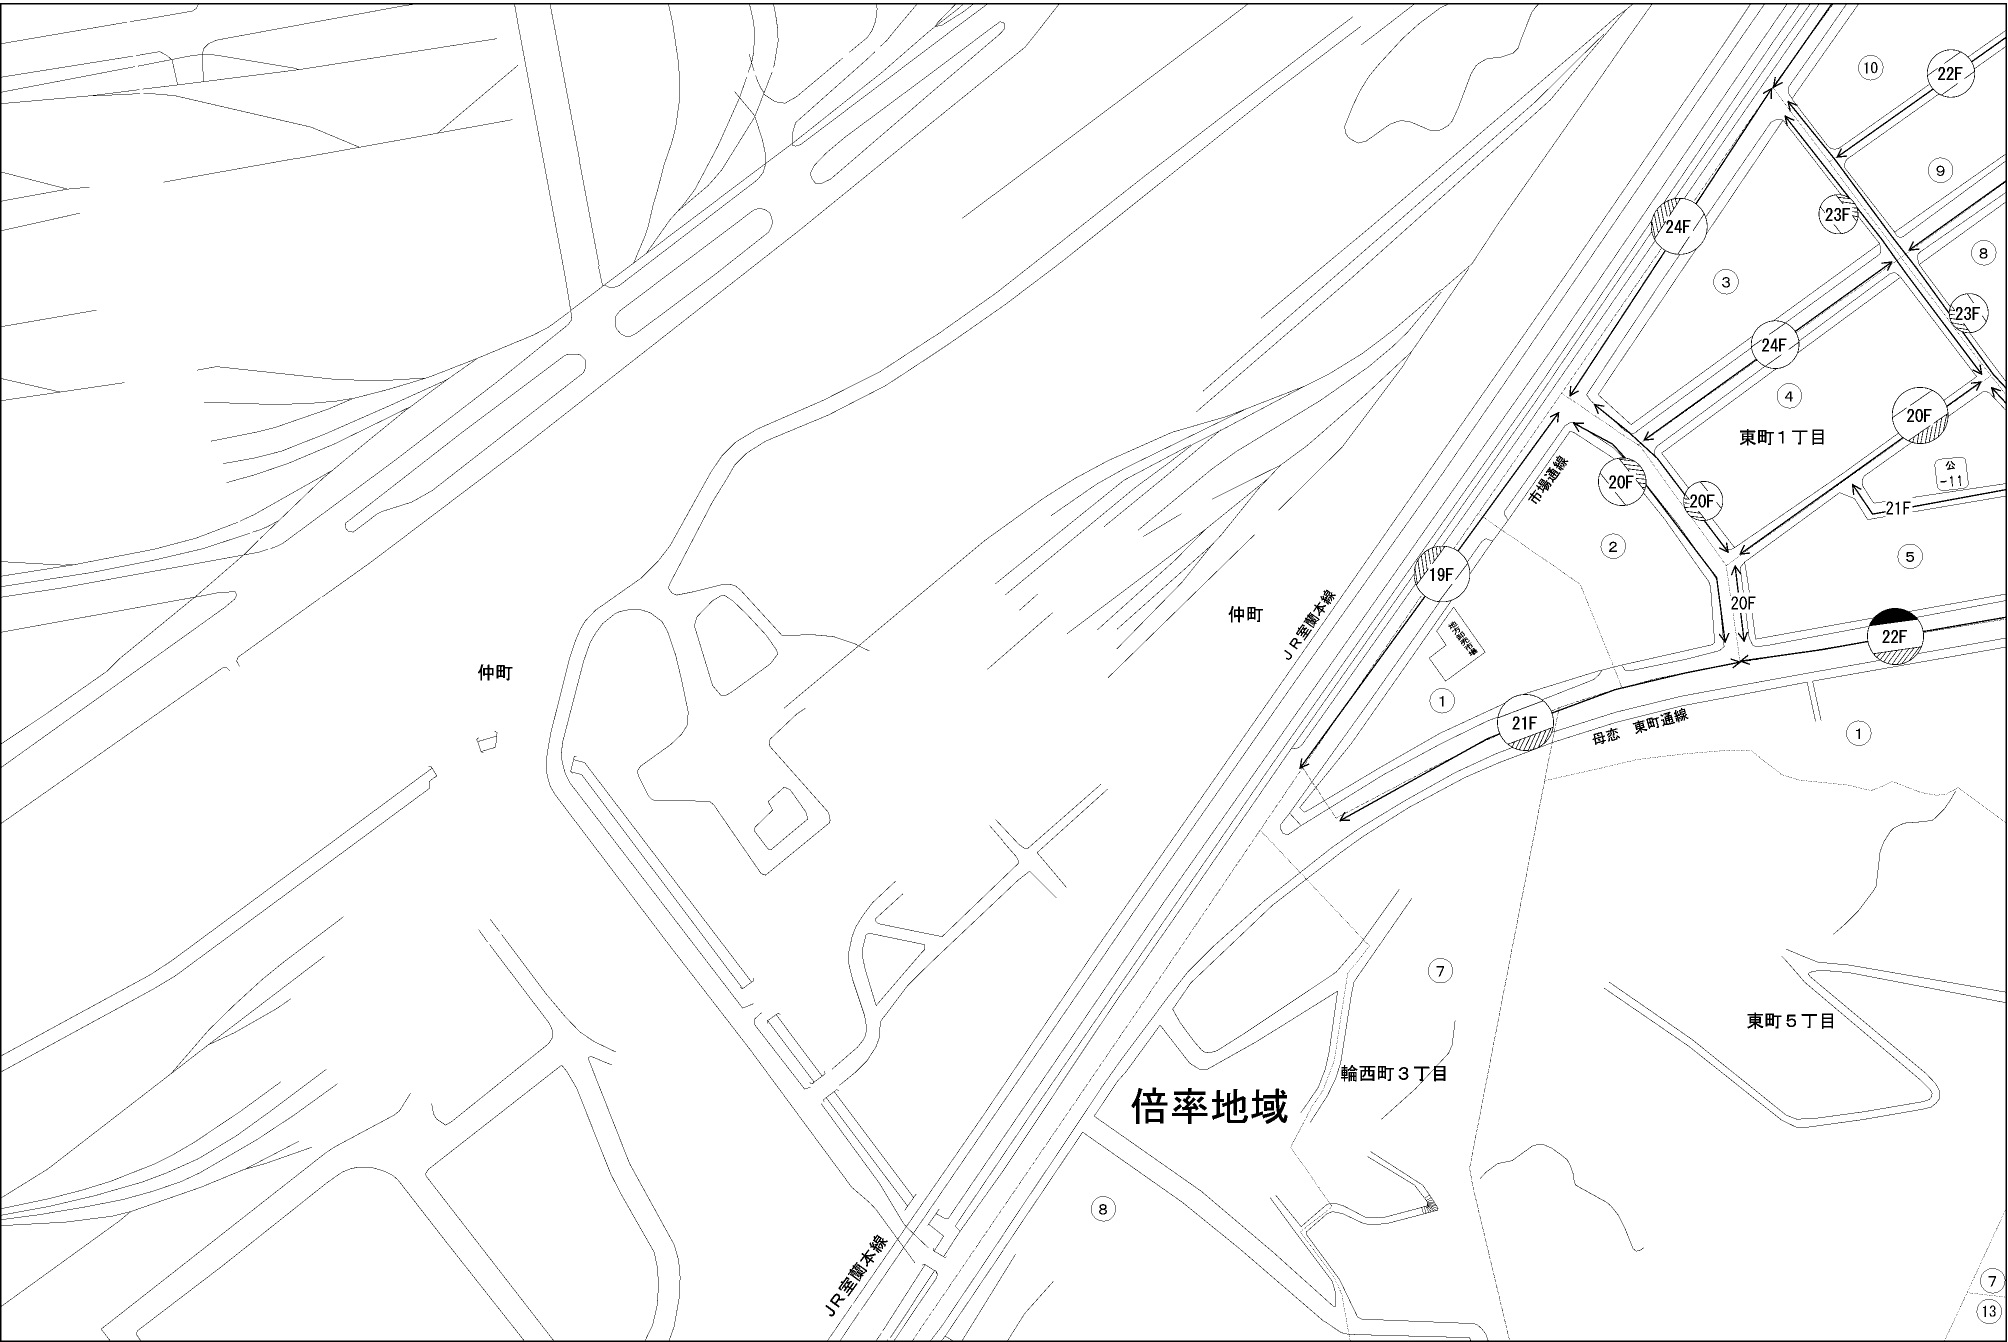 10
22F
9
23F
24F
8
3
23F
24F
4
20F
東町1丁目
市場通線
20F
20F
公
-11
21F
2
5
19F
20F
仲町
JR室蘭本線
22F
仲町
1
21F
母恋 東町通線
1
7
東町5丁目
輪西町3丁目
倍率地域
8
JR室蘭本線
7
13